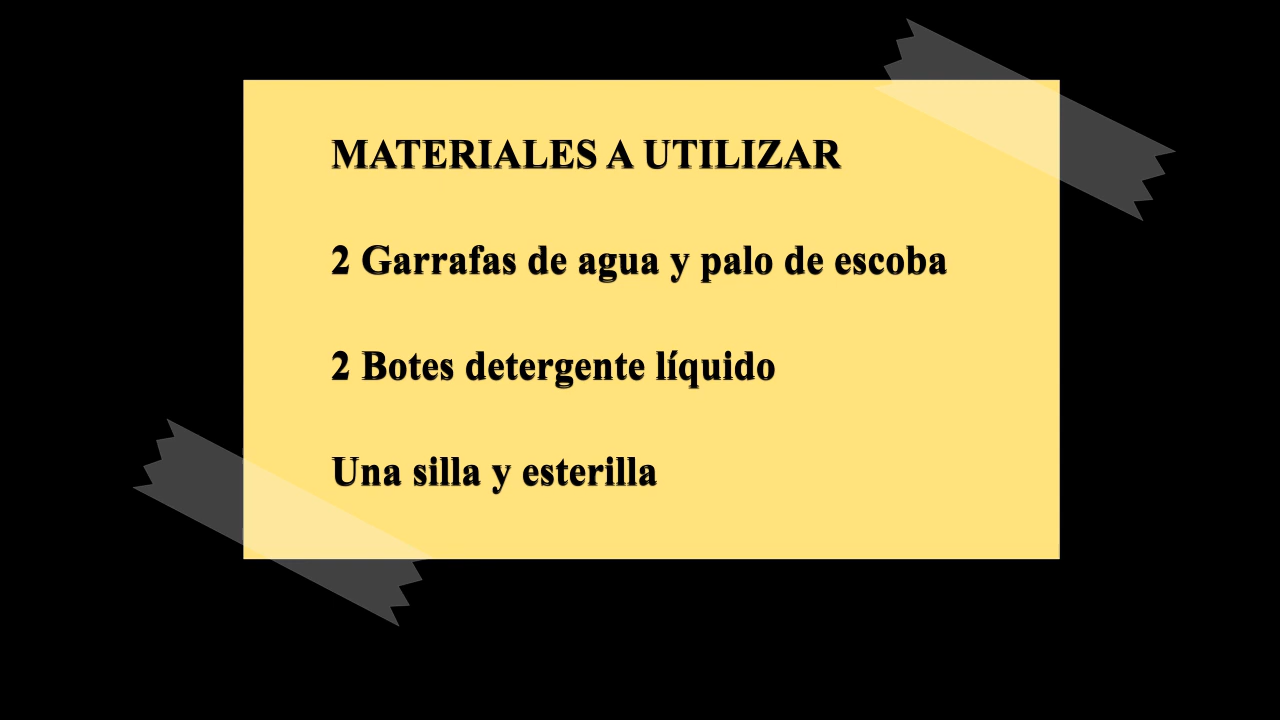 MATERIALES A UTILIZAR
2 Garrafas de agua y palo de escoba
2 Botes detergente líquido
Una silla y esterilla